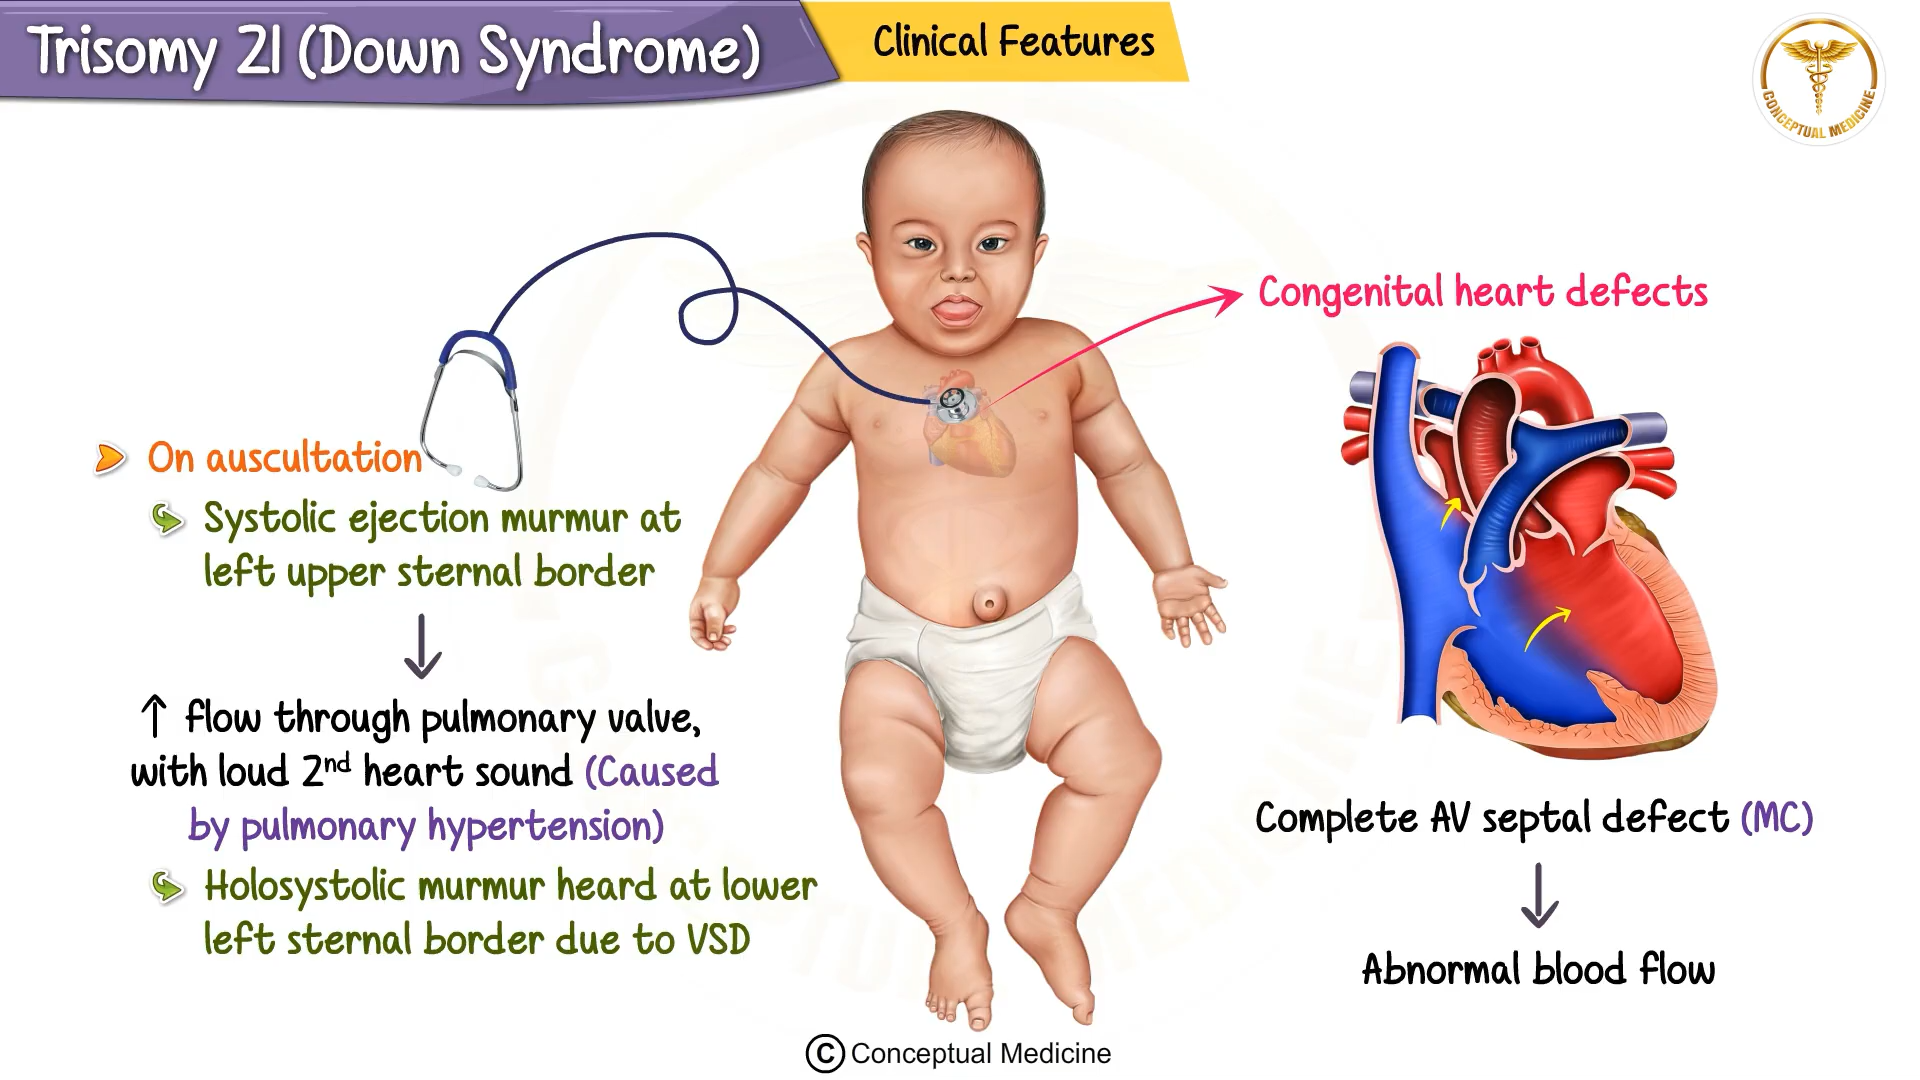 Trisomy 21 (Down Syndrome)
Clinical Features
CONCEPTUAL MEDICINE
Congenital heart defects
On auscultation
Systolic ejection murmur at
left upper sternal border
↑ flow through pulmonary valve,
with loud 2nd heart sound (Caused
by pulmonary hypertension)
Holosystolic murmur heard at lower
left sternal border due to VSD
Complete AV septal defect (MC)
Abnormal blood flow
© Conceptual Medicine